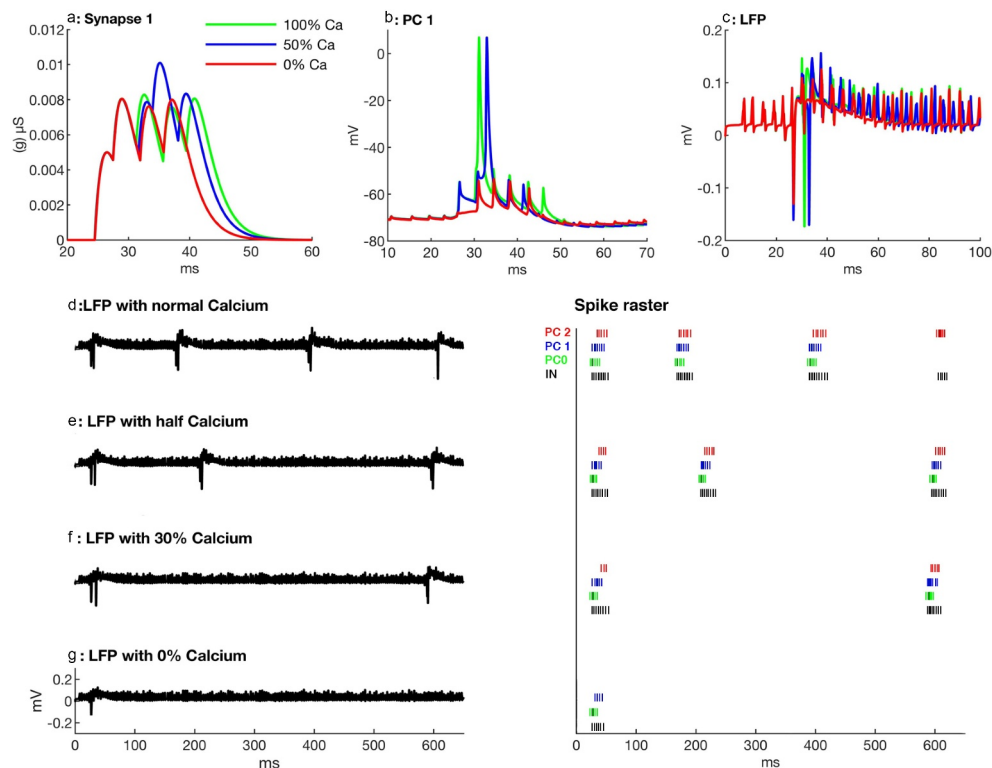 a: Synapse 1
100% Ca
50% Ca
0% Ca
0.012
0.01
0.008
0.006
0.004
0.002
0
(g) µS
20 30 40 50 60
ms
b: PC 1
0
-20
-40
-60
-80
mV
10 20 30 40 50 60 70
ms
c: LFP
0.2
0.1
0
-0.1
-0.2
mV
0 20 40 60 80 100
ms
d:LFP with normal Calcium
e: LFP with half Calcium
f: LFP with 30% Calcium
g: LFP with 0% Calcium
0.2
0
-0.2
mV
0 100 200 300 400 500 600
ms
Spike raster
PC 2
PC 1
PC0
IN
0 100 200 300 400 500 600
ms